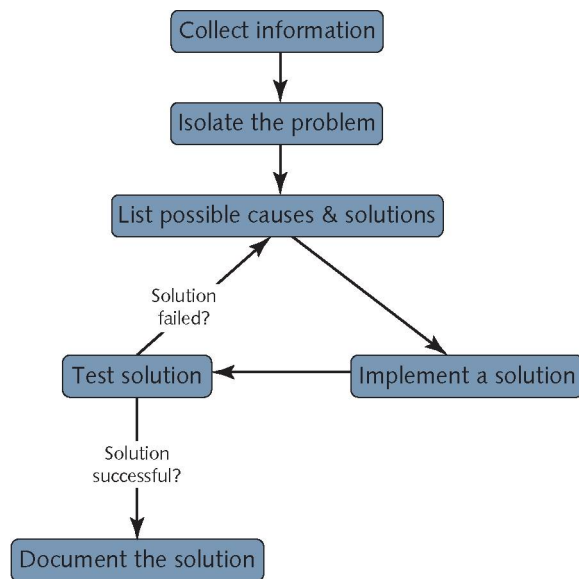 Collect information
Isolate the problem
List possible causes & solutions
Solution
failed?
Test solution
Implement a solution
Solution
successful?
Document the solution